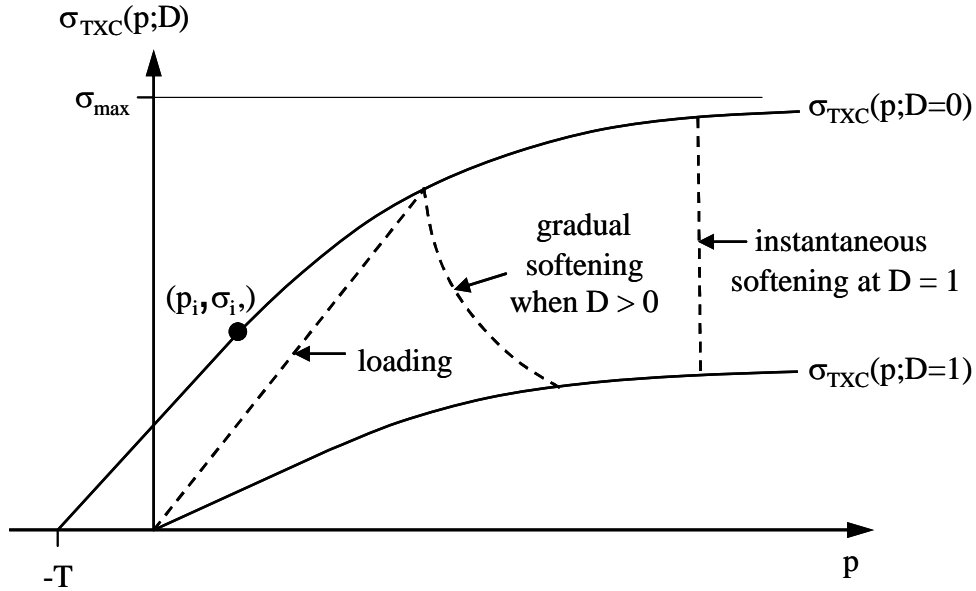 σTXC(p;D)
σmax
σTXC(p;D=0)
gradual
softening
when D > 0
instantaneous
softening at D = 1
(pi,σi,)
loading
σTXC(p;D=1)
-T
p